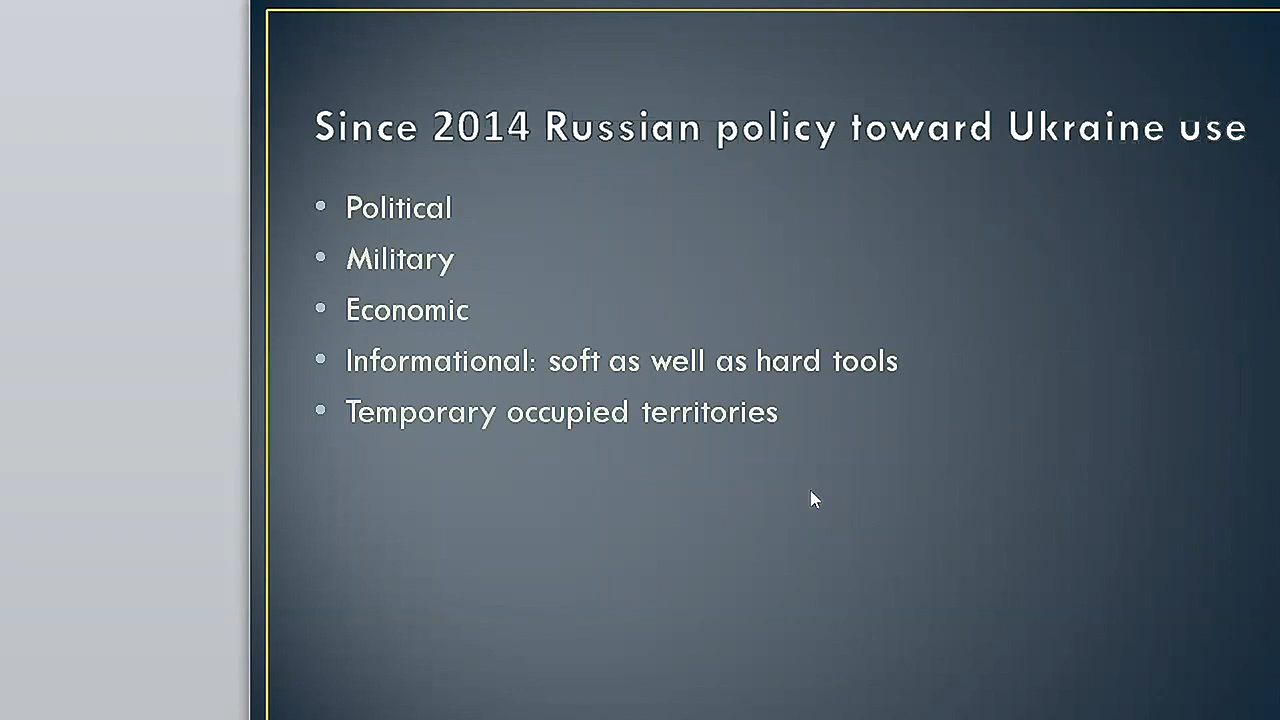 Since 2014 Russian policy toward Ukraine use
• Political
• Military
• Economic
• Informational: soft as well as hard tools
• Temporary occupied territories